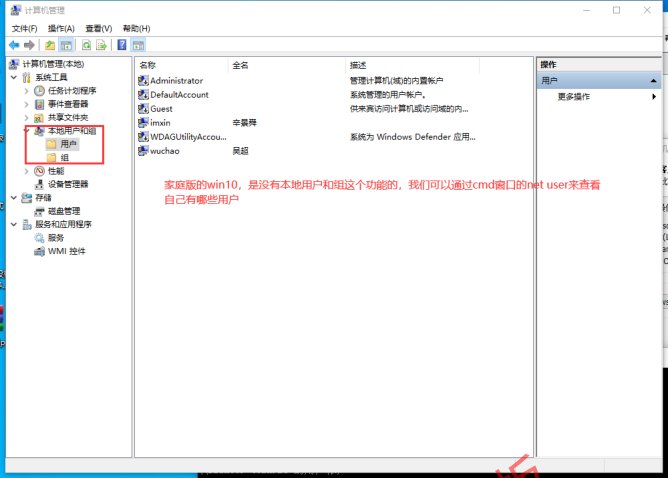 计算机管理
文件(F) 操作(A) 查看(V) 帮助(H)
计算机管理(本地)
系统工具
任务计划程序
事件查看器
共享文件夹
本地用户和组
用户
组
性能
设备管理器
存储
磁盘管理
服务和应用程序
服务
WMI 控件
名称 全名 描述
Administrator 管理计算机(域)的内置帐户
DefaultAccount 系统管理的用户帐户。
Guest 供来宾访问计算机或访问域的内...
imxin 辛景舜
WDAGUtilityAccou... 系统为 Windows Defender 应用...
wuchao 吴超
家庭版的win10，是没有本地用户和组这个功能的，我们可以通过cmd窗口的net user来查看
自己有哪些用户
操作
用户
更多操作